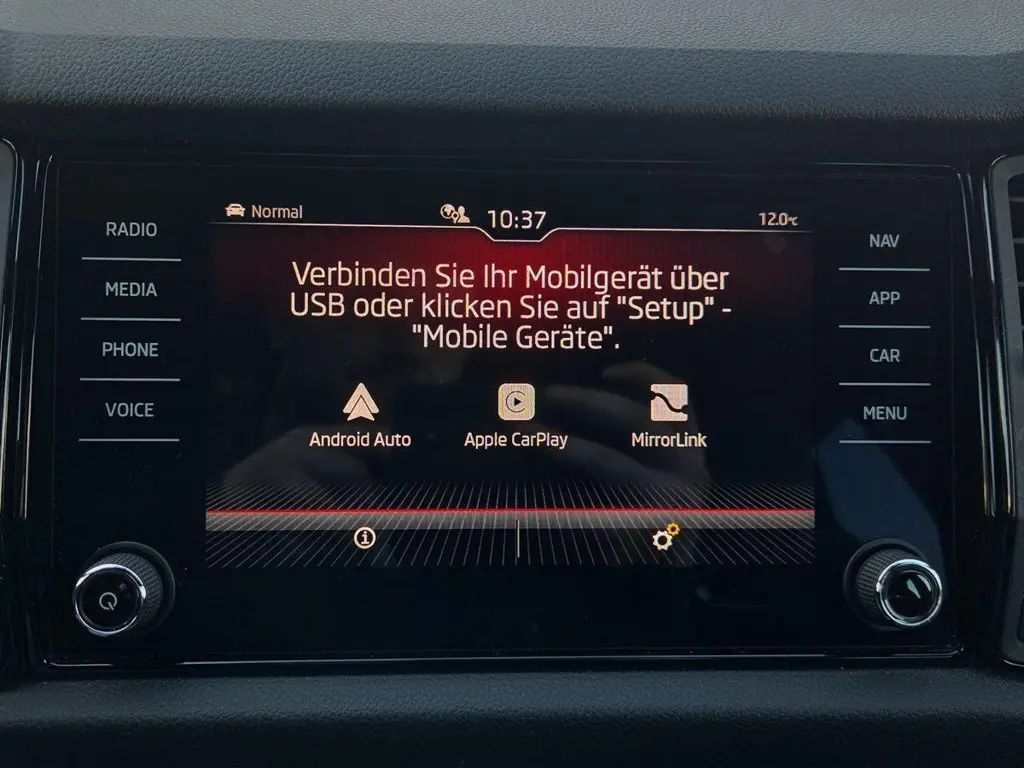 Normal
10:37
12.0°C
RADIO
MEDIA
PHONE
VOICE
Verbinden Sie Ihr Mobilgerät über
USB oder klicken Sie auf "Setup" -
"Mobile Geräte".
Android Auto
Apple CarPlay
MirrorLink
NAV
APP
CAR
MENU